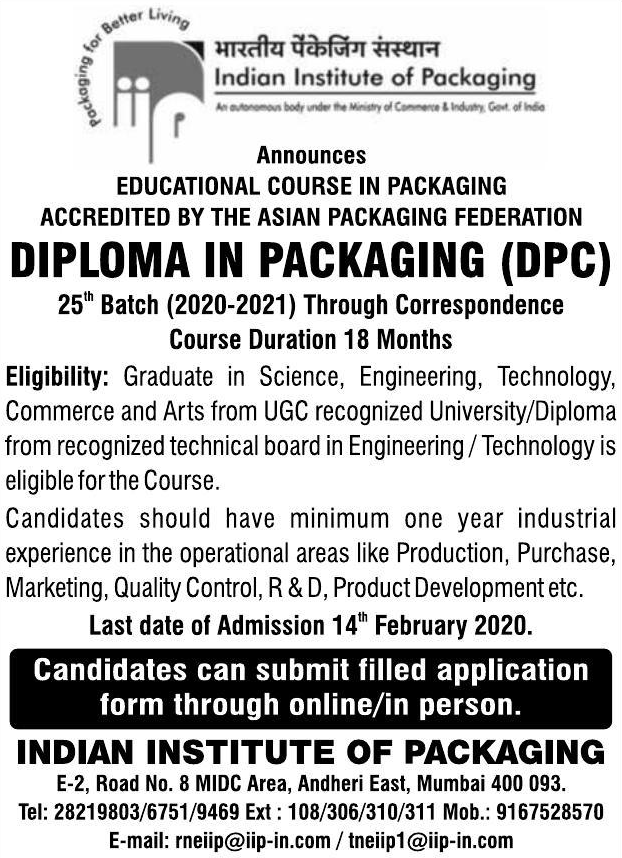 Packaging for Better Living
iip
भारतीय पैकेजिंग संस्थान
Indian Institute of Packaging
An autonomous body under the Ministry of Commerce & Industry, Govt. of India
Announces
EDUCATIONAL COURSE IN PACKAGING
ACCREDITED BY THE ASIAN PACKAGING FEDERATION
DIPLOMA IN PACKAGING (DPC)
25th Batch (2020-2021) Through Correspondence
Course Duration 18 Months
Eligibility: Graduate in Science, Engineering, Technology,
Commerce and Arts from UGC recognized University/Diploma
from recognized technical board in Engineering / Technology is
eligible for the Course.
Candidates should have minimum one year industrial
experience in the operational areas like Production, Purchase,
Marketing, Quality Control, R & D, Product Development etc.
Last date of Admission 14th February 2020.
Candidates can submit filled application
form through online/in person.
INDIAN INSTITUTE OF PACKAGING
E-2, Road No. 8 MIDC Area, Andheri East, Mumbai 400 093.
Tel: 28219803/6751/9469 Ext : 108/306/310/311 Mob.: 9167528570
E-mail: rneiip@iip-in.com / tneiip1@iip-in.com